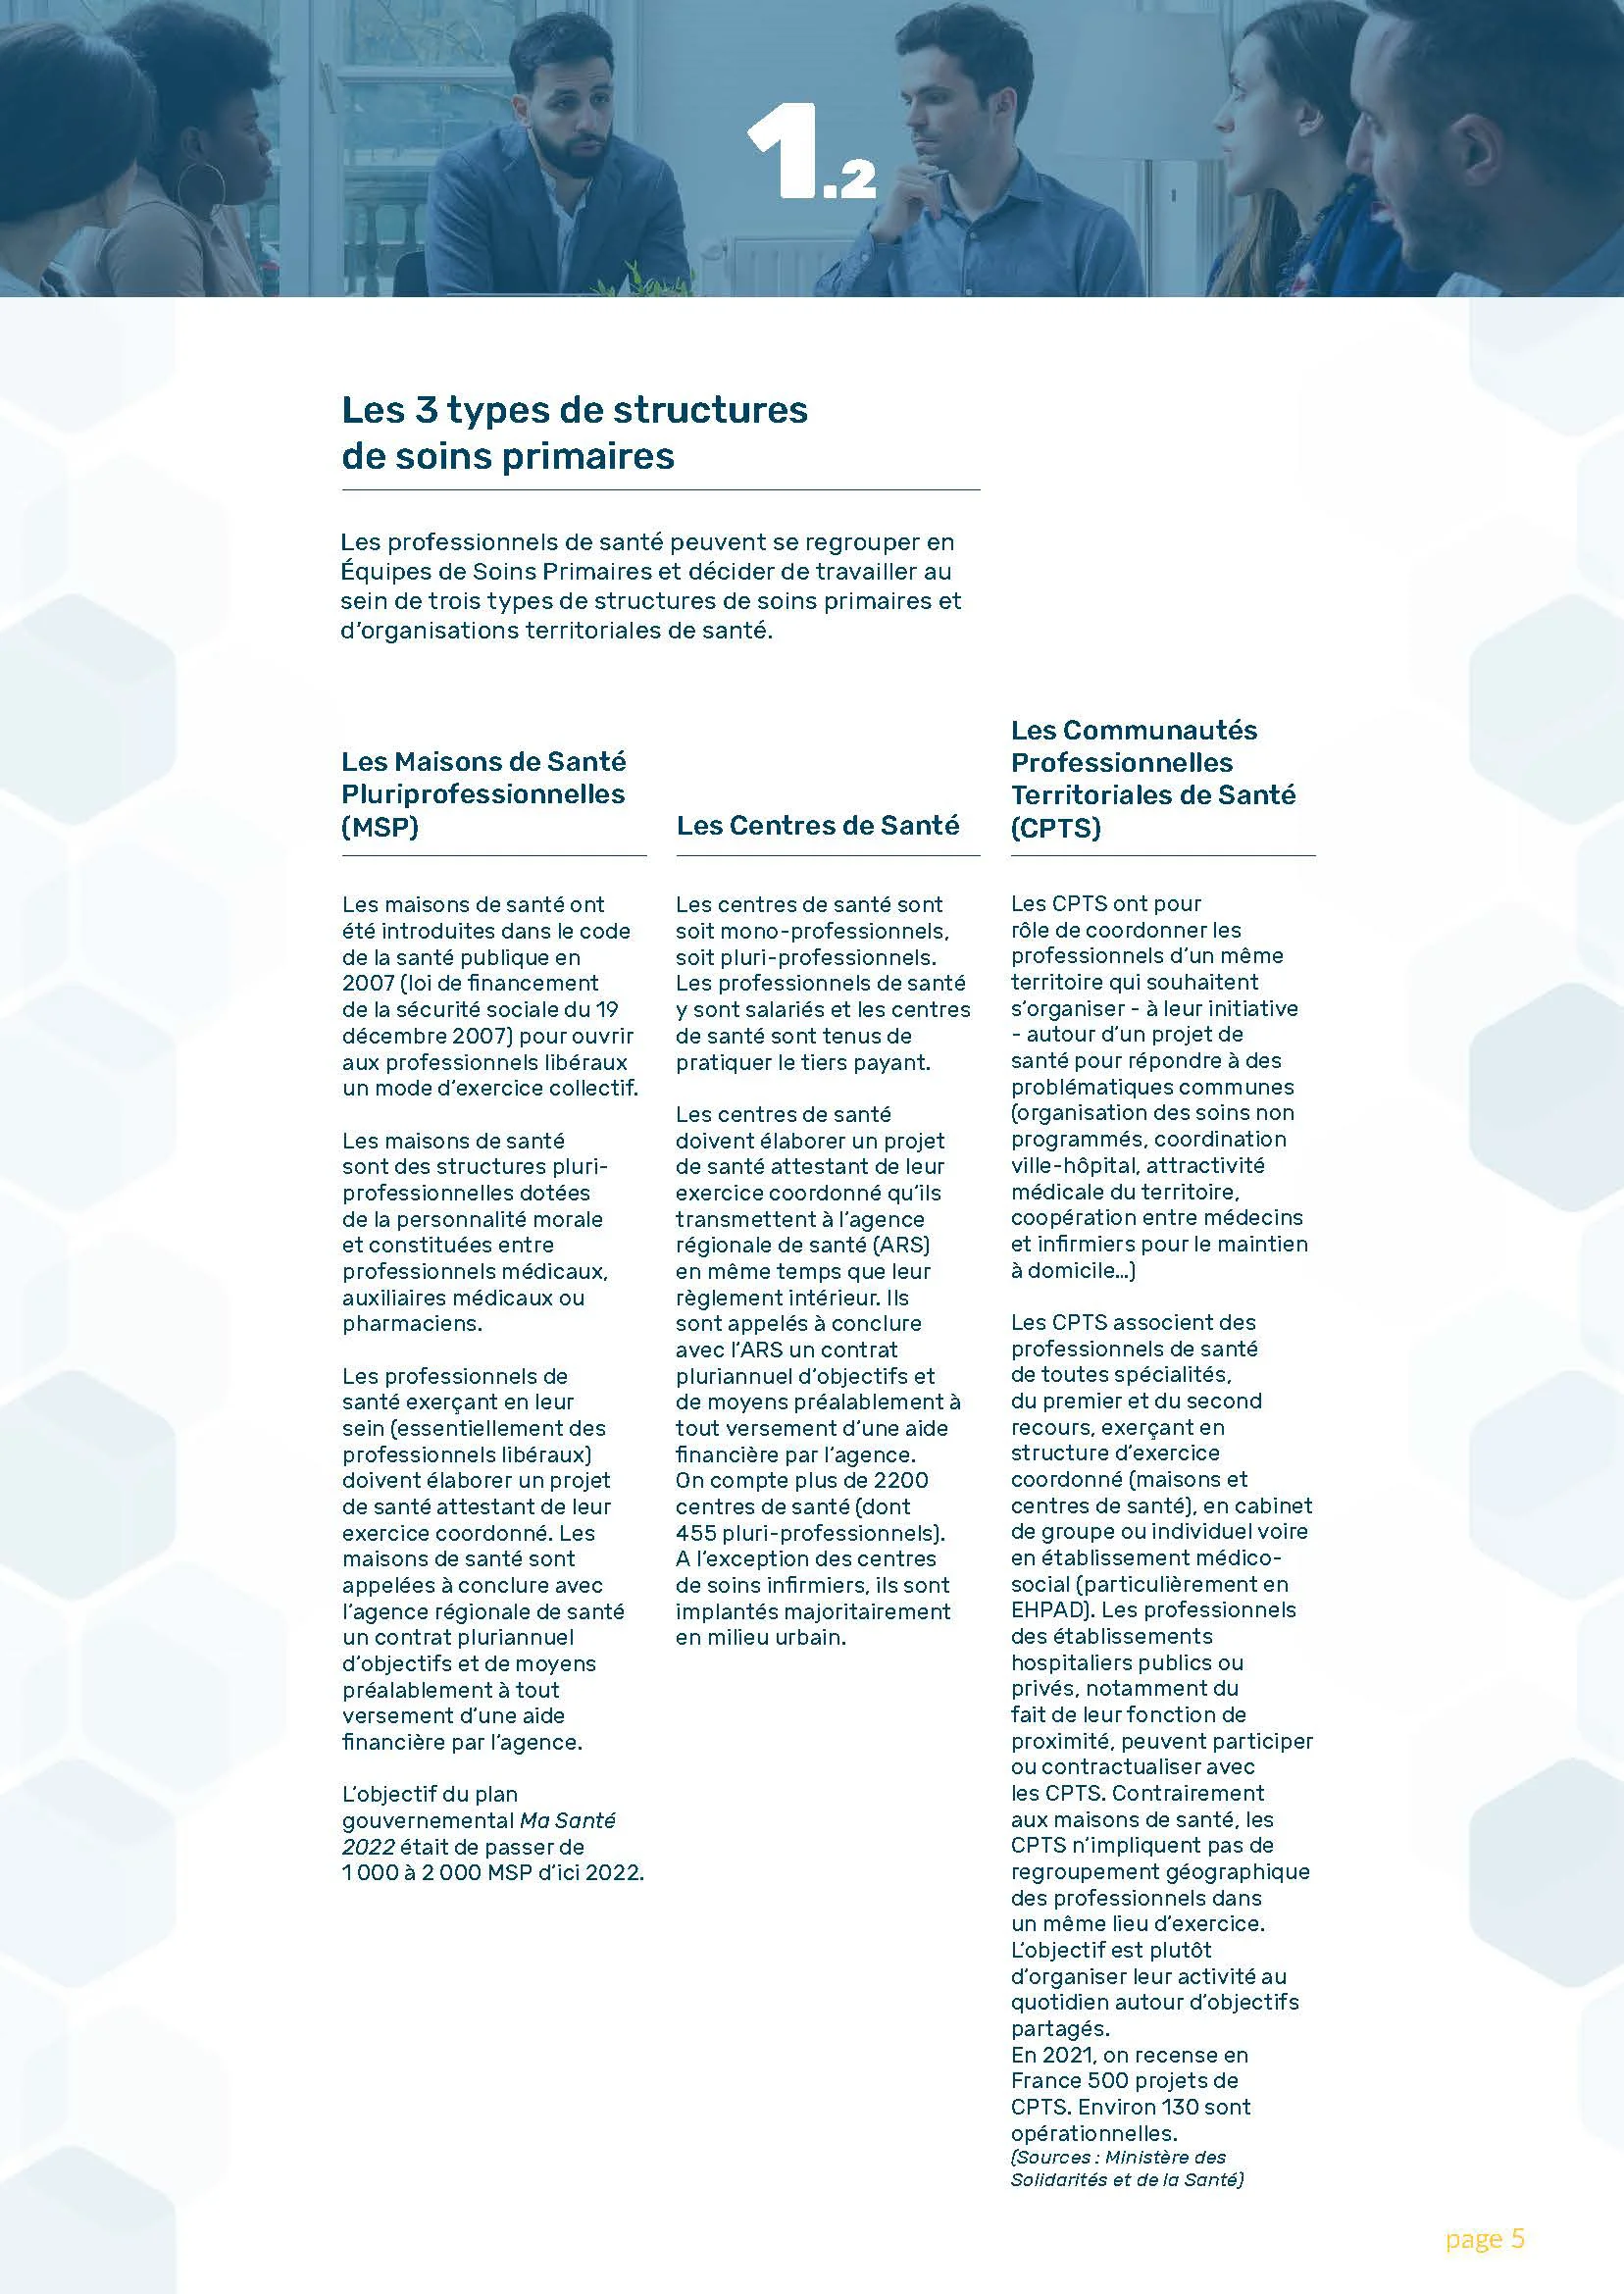 1.2
Les 3 types de structures
de soins primaires
Les professionnels de santé peuvent se regrouper en
Équipes de Soins Primaires et décider de travailler au
sein de trois types de structures de soins primaires et
d'organisations territoriales de santé.
Les Maisons de Santé
Pluriprofessionnelles
(MSP)
Les maisons de santé ont
été introduites dans le code
de la santé publique en
2007 (loi de financement
de la sécurité sociale du 19
décembre 2007) pour ouvrir
aux professionnels libéraux
un mode d'exercice collectif.
Les maisons de santé
sont des structures pluri-
professionnelles dotées
de la personnalité morale
et constituées entre
professionnels médicaux,
auxiliaires médicaux ou
pharmaciens.
Les professionnels de
santé exerçant en leur
sein (essentiellement des
professionnels libéraux)
doivent élaborer un projet
de santé attestant de leur
exercice coordonné. Les
maisons de santé sont
appelées à conclure avec
l'agence régionale de santé
un contrat pluriannuel
d'objectifs et de moyens
préalablement à tout
versement d'une aide
financière par l'agence.
L'objectif du plan
gouvernemental Ma Santé
2022 était de passer de
1 000 à 2 000 MSP d'ici 2022.
Les Centres de Santé
Les centres de santé sont
soit mono-professionnels,
soit pluri-professionnels.
Les professionnels de santé
y sont salariés et les centres
de santé sont tenus de
pratiquer le tiers payant.
Les centres de santé
doivent élaborer un projet
de santé attestant de leur
exercice coordonné qu'ils
transmettent à l'agence
régionale de santé (ARS)
en même temps que leur
règlement intérieur. Ils
sont appelés à conclure
avec l'ARS un contrat
pluriannuel d'objectifs et
de moyens préalablement à
tout versement d'une aide
financière par l'agence.
On compte plus de 2200
centres de santé (dont
455 pluri-professionnels).
A l'exception des centres
de soins infirmiers, ils sont
implantés majoritairement
en milieu urbain.
Les Communautés
Professionnelles
Territoriales de Santé
(CPTS)
Les CPTS ont pour
rôle de coordonner les
professionnels d'un même
territoire qui souhaitent
s'organiser - à leur initiative
- autour d'un projet de
santé pour répondre à des
problématiques communes
(organisation des soins non
programmés, coordination
ville-hôpital, attractivité
médicale du territoire,
coopération entre médecins
et infirmiers pour le maintien
à domicile...)
Les CPTS associent des
professionnels de santé
de toutes spécialités,
du premier et du second
recours, exerçant en
structure d'exercice
coordonné (maisons et
centres de santé), en cabinet
de groupe ou individuel voire
en établissement médico-
social (particulièrement en
EHPAD). Les professionnels
des établissements
hospitaliers publics ou
privés, notamment du
fait de leur fonction de
proximité, peuvent participer
ou contractualiser avec
les CPTS. Contrairement
aux maisons de santé, les
CPTS n'impliquent pas de
regroupement géographique
des professionnels dans
un même lieu d'exercice.
L'objectif est plutôt
d'organiser leur activité au
quotidien autour d'objectifs
partagés.
En 2021, on recense en
France 500 projets de
CPTS. Environ 130 sont
opérationnelles.
(Sources : Ministère des
Solidarités et de la Santé)
page 5